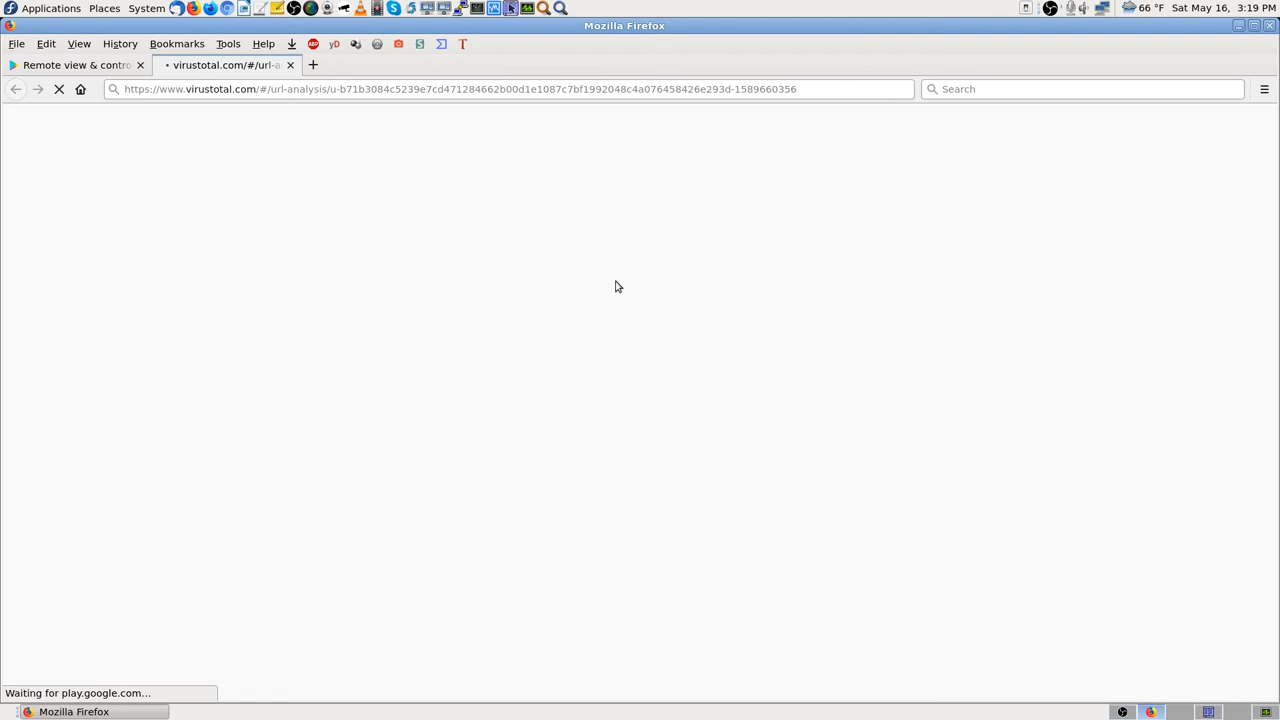 Applications Places System 66 °F Sat May 16, 3:19 PM
Mozilla Firefox
File Edit View History Bookmarks Tools Help ABP yD T
Remote view & contro virustotal.com/#/url-a
https://www.virustotal.com/#/url-analysis/u-b71b3084c5239e7cd471284662b00d1e1087c7bf1992048c4a076458426e293d-1589660356 Search
Waiting for play.google.com...
Mozilla Firefox